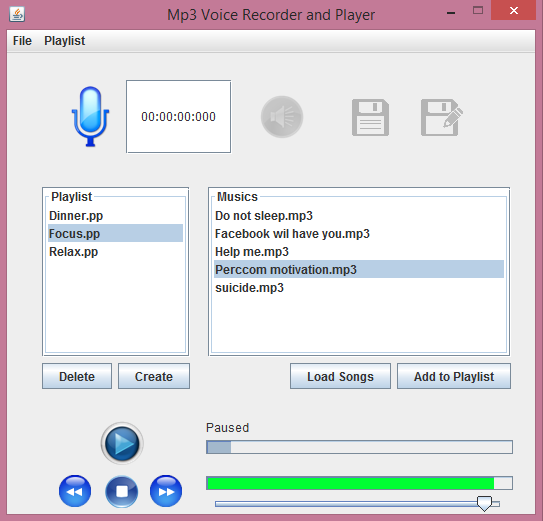 Mp3 Voice Recorder and Player
File Playlist
00:00:00:000
Playlist
Dinner.pp
Focus.pp
Relax.pp
Musics
Do not sleep.mp3
Facebook wil have you.mp3
Help me.mp3
Perccom motivation.mp3
suicide.mp3
Delete Create Load Songs Add to Playlist
Paused